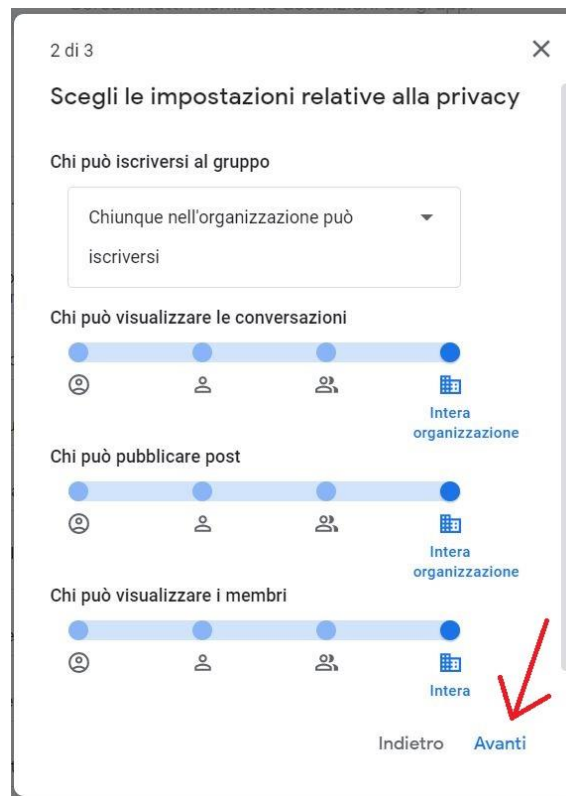 2 di 3
Scegli le impostazioni relative alla privacy
Chi può iscriversi al gruppo
Chiunque nell'organizzazione può
iscriversi
Chi può visualizzare le conversazioni
Intera
organizzazione
Chi può pubblicare post
Intera
organizzazione
Chi può visualizzare i membri
Intera
Indietro Avanti